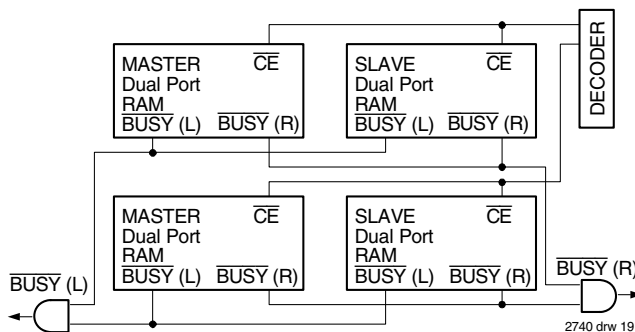 MASTER CE
Dual Port
RAM
BUSY (L) BUSY (R)
SLAVE CE
Dual Port
RAM
BUSY (L) BUSY (R)
DECODER
MASTER CE
Dual Port
RAM
BUSY (L) BUSY (R)
SLAVE CE
Dual Port
RAM
BUSY (L) BUSY (R)
BUSY (L)
BUSY (R)
2740 drw 19